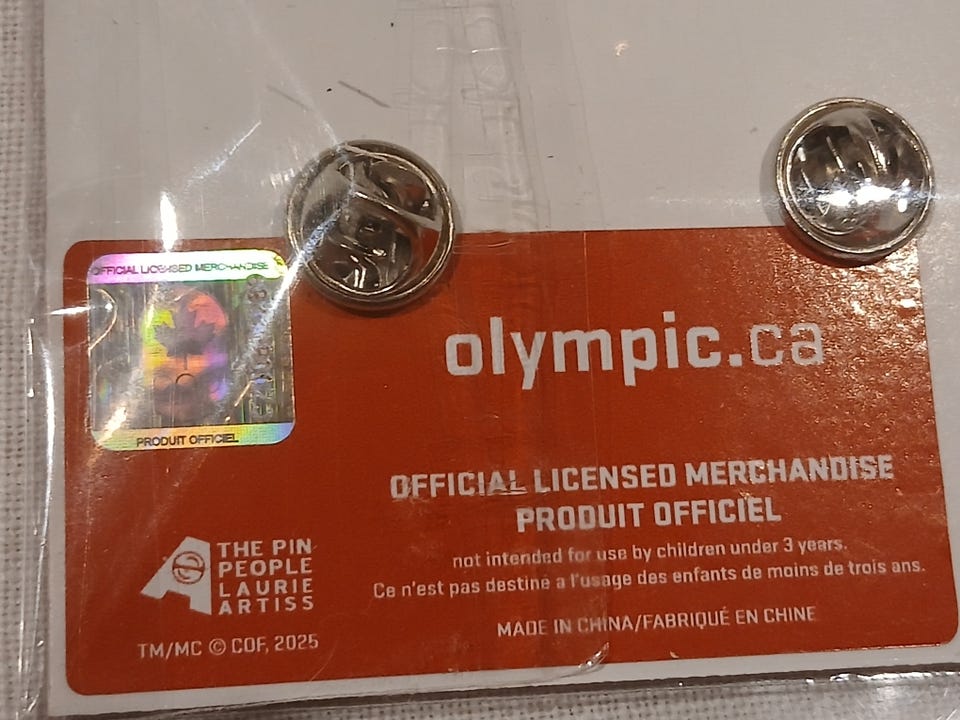 OFFICIAL LICENSED MERCHANDISE
PRODUIT OFFICIEL
olympic.ca
OFFICIAL LICENSED MERCHANDISE
PRODUIT OFFICIEL
not intended for use by children under 3 years.
Ce n'est pas destiné a l'usage des enfants de moins de trois ans.
MADE IN CHINA/FABRIQUÉ EN CHINE
THE PIN
PEOPLE
LAURIE
ARTISS
TM/MC © COF, 2025